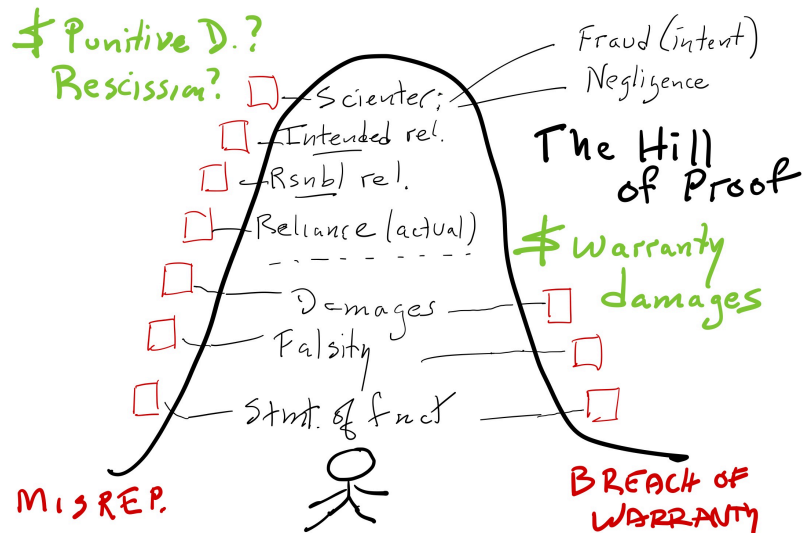 $ Punitive D.?
Rescission?
Fraud (intent)
Negligence
The Hill
of Proof
Scienter;
Intended rel.
Rsnbl rel.
Reliance (actual)
$ Warranty
damages
Damages
Falsity
Stmt. of fact
MISREP.
BREACH OF
WARRANTY